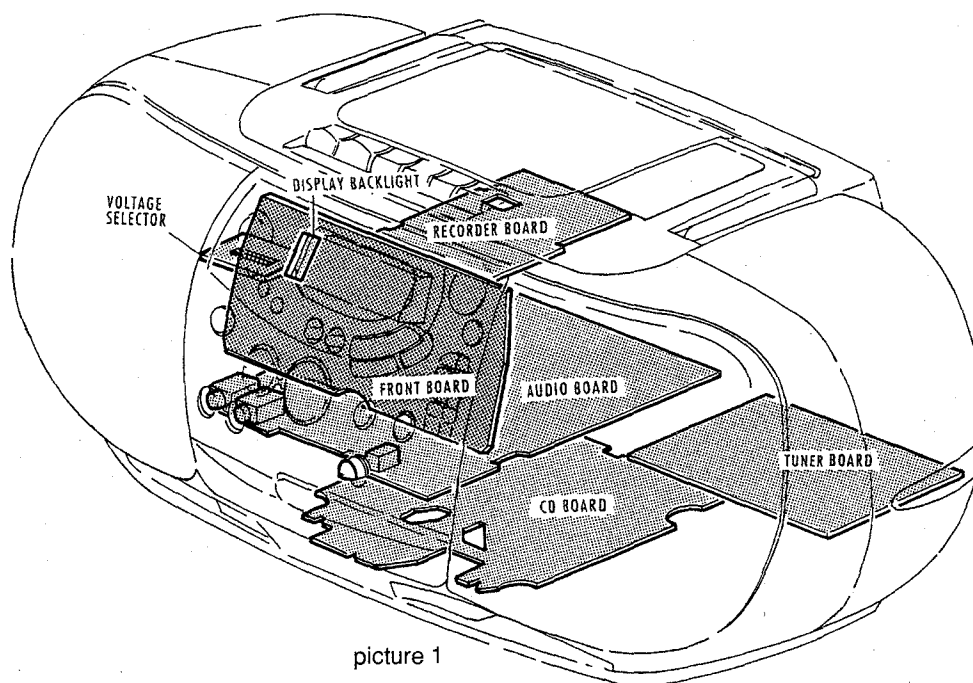 DISPLAY BACKLIGHT
VOLTAGE
SELECTOR
RECORDER BOARD
FRONT BOARD
AUDIO BOARD
TUNER BOARD
CD BOARD
picture 1